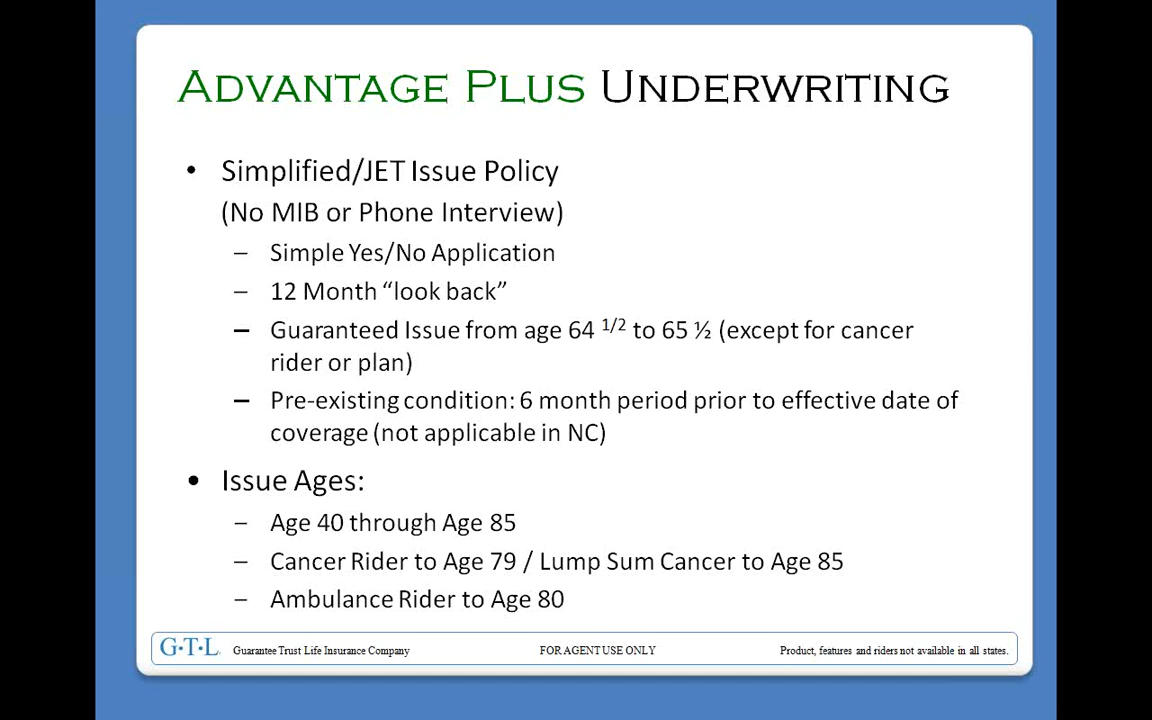 ADVANTAGE PLUS UNDERWRITING
• Simplified/JET Issue Policy
(No MIB or Phone Interview)
– Simple Yes/No Application
– 12 Month “look back”
– Guaranteed Issue from age 64 1/2 to 65 ½ (except for cancer
rider or plan)
– Pre-existing condition: 6 month period prior to effective date of
coverage (not applicable in NC)
• Issue Ages:
– Age 40 through Age 85
– Cancer Rider to Age 79 / Lump Sum Cancer to Age 85
– Ambulance Rider to Age 80
G·T·L. Guarantee Trust Life Insurance Company FOR AGENT USE ONLY Product, features and riders not available in all states.